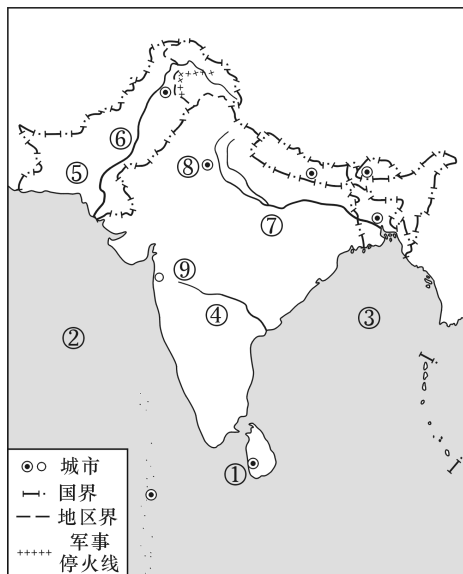 ⑥
⑤
⑧
⑦
⑨
④
②
③
①
城市
国界
地区界
军事
停火线